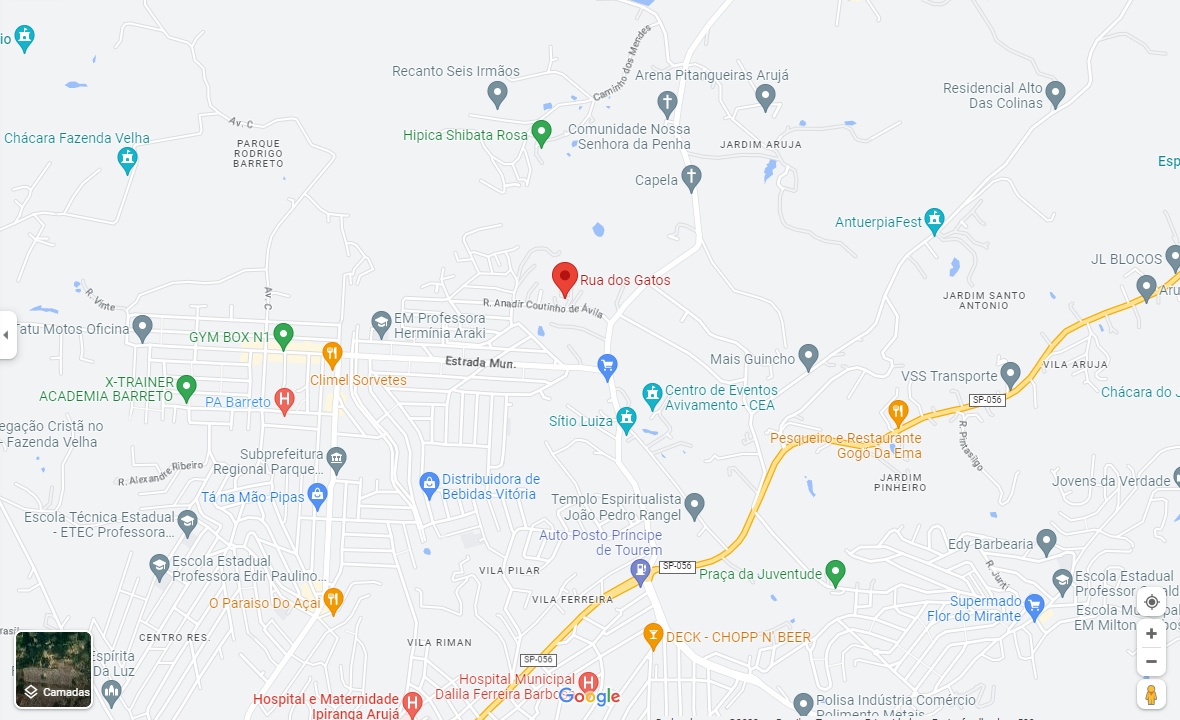 io
Recanto Seis Irmãos
Caminho dos Mendes
Arena Pitangueiras Arujá
Residencial Alto
Das Colinas
Chácara Fazenda Velha
Av. C
PARQUE
RODRIGO
BARRETO
Hipica Shibata Rosa
Comunidade Nossa
Senhora da Penha
JARDIM ARUJA
Capela
Esp
AntuerpiaFest
JL BLOCOS
Rua dos Gatos
R. Anadir Coutinho de Ávila
R. Vinte
Av. C
Aru
JARDIM SANTO
ANTONIO
Tatu Motos Oficina
EM Professora
Hermínia Araki
GYM BOX N1
Estrada Mun.
Climel Sorvetes
Mais Guincho
VILA ARUJA
VSS Transporte
X-TRAINER
ACADEMIA BARRETO
PA Barreto
Centro de Eventos
Avivamento - CEA
SP-056
Chácara do J
Sítio Luiza
egação Cristã no
- Fazenda Velha
Pesqueiro e Restaurante
Gogó Da Ema
R. Pintasilgo
Subprefeitura
Regional Parque...
R. Alexandre Ribeiro
Distribuidora de
Bebidas Vitória
JARDIM
PINHEIRO
Jovens da Verdade
Tá na Mão Pipas
Templo Espiritualista
João Pedro Rangel
Escola Técnica Estadual
- ETEC Professora...
Auto Posto Príncipe
de Tourem
Edy Barbearia
Escola Estadual
Professora Edir Paulino...
VILA PILAR
SP-056
Praça da Juventude
R. Juriti
Escola Estadual
Professor Gerald
O Paraiso Do Açai
VILA FERREIRA
Supermado
Flor do Mirante
Escola Municipal
EM Milton
pos
CENTRO RES.
VILA RIMAN
DECK - CHOPP N' BEER
SP-056
Espírita
Da Luz
Camadas
Hospital Municipal
Dalila Ferreira Barbos...
Google
Hospital e Maternidade
Ipiranga Arujá
Polisa Indústria Comércio
Polimento Metais